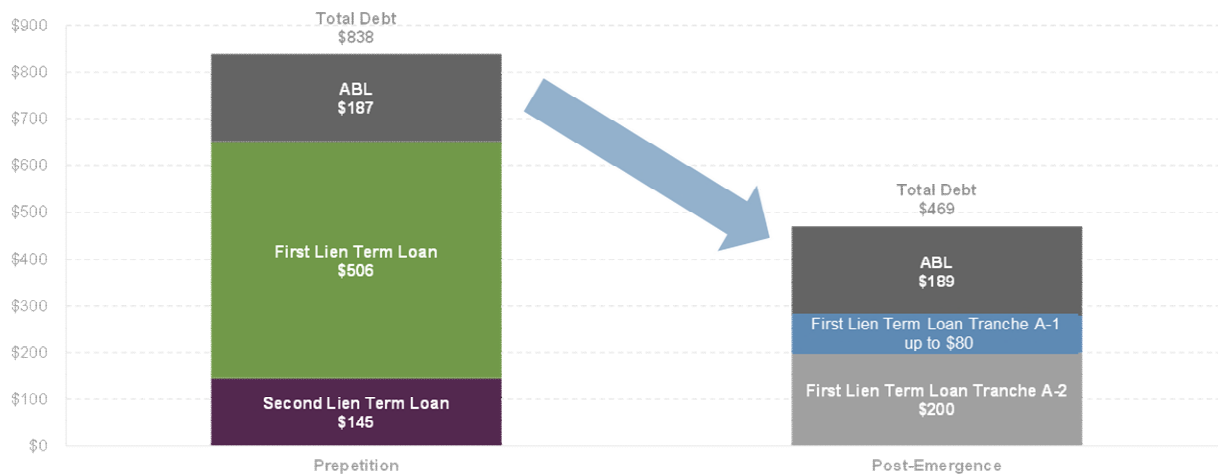 Total Debt
$838
$900
$800
$700
$600
$500
$400
$300
$200
$100
$0
ABL
$187
First Lien Term Loan
$506
Second Lien Term Loan
$145
Total Debt
$469
ABL
$189
First Lien Term Loan Tranche A-1
up to $80
First Lien Term Loan Tranche A-2
$200
Prepetition
Post-Emergence